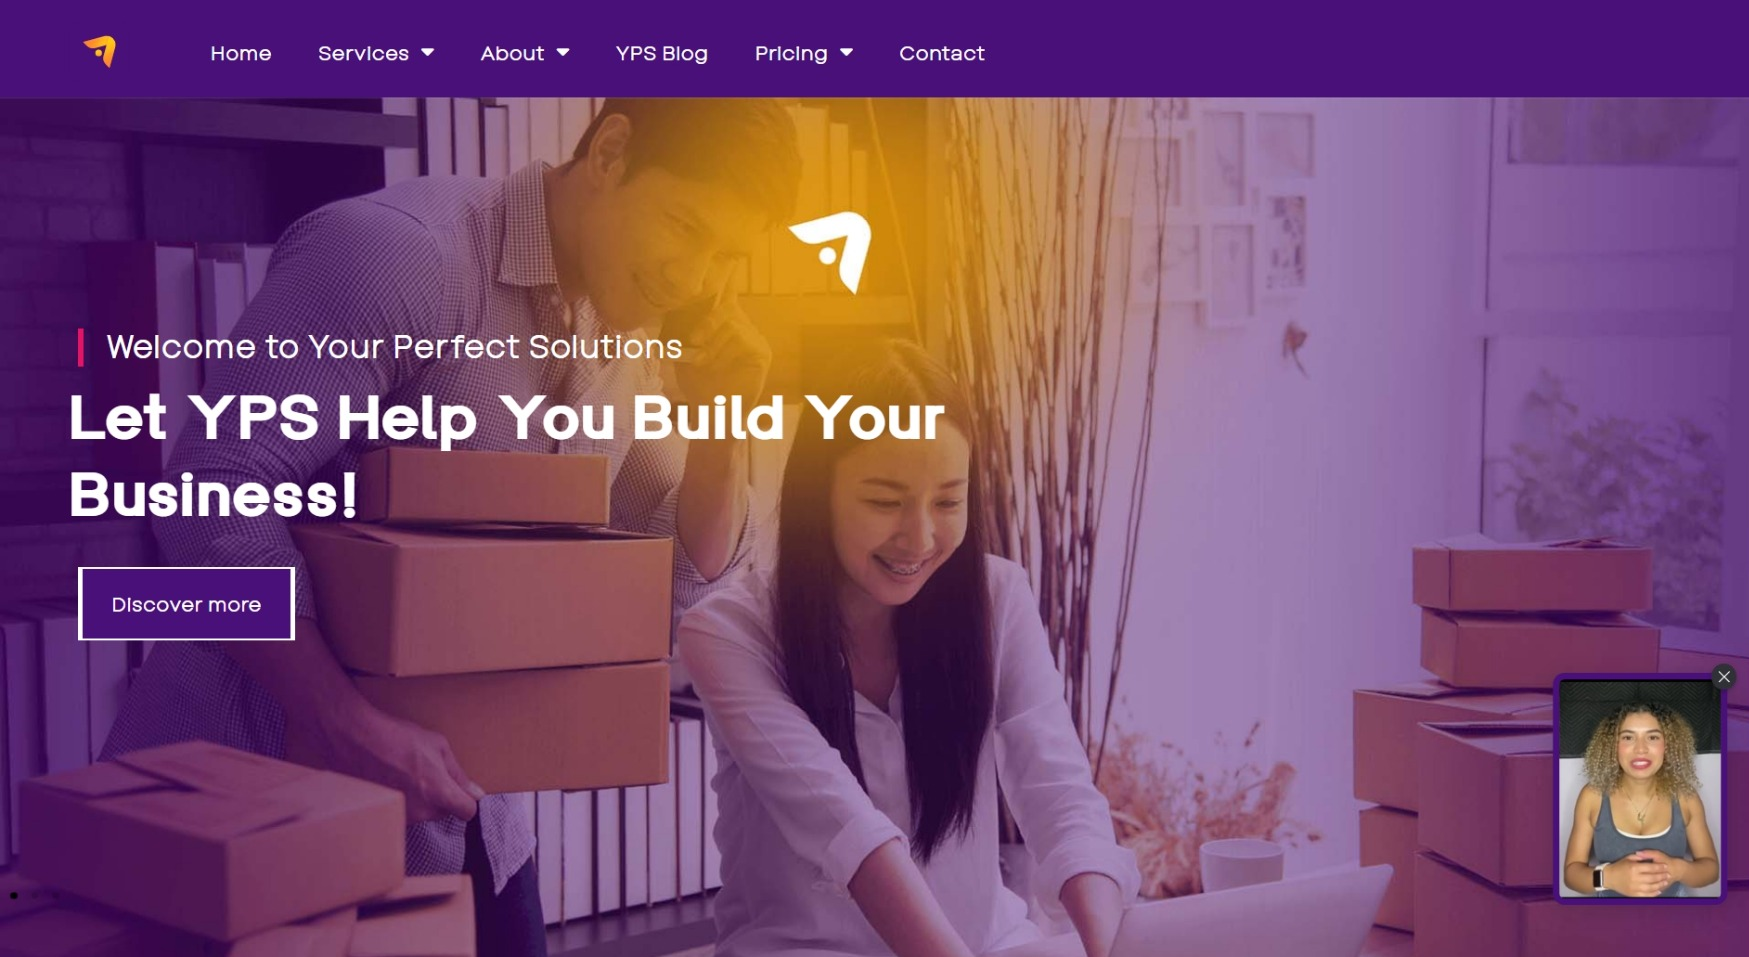 Home Services About YPS Blog Pricing Contact
Welcome to Your Perfect Solutions
Let YPS Help You Build Your
Business!
Discover more